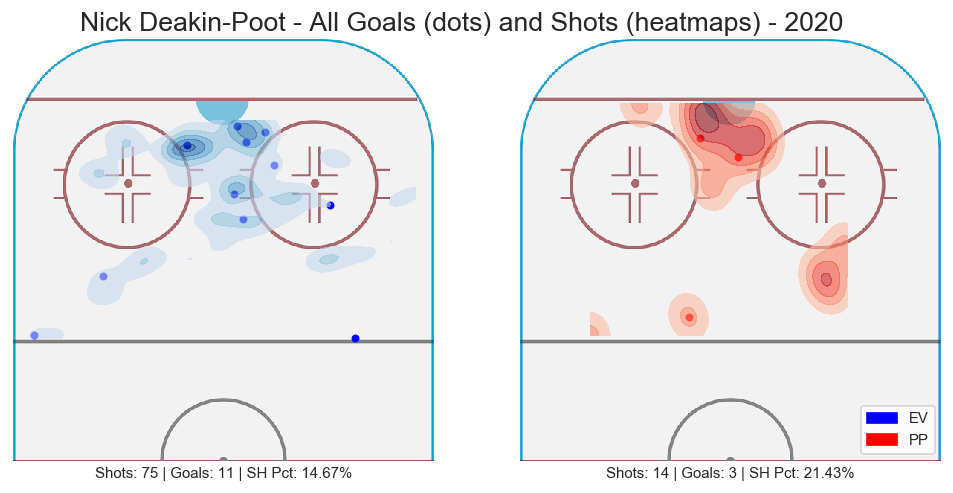 Nick Deakin-Poot - All Goals (dots) and Shots (heatmaps) - 2020
EV
PP
Shots: 75 | Goals: 11 | SH Pct: 14.67%
Shots: 14 | Goals: 3 | SH Pct: 21.43%